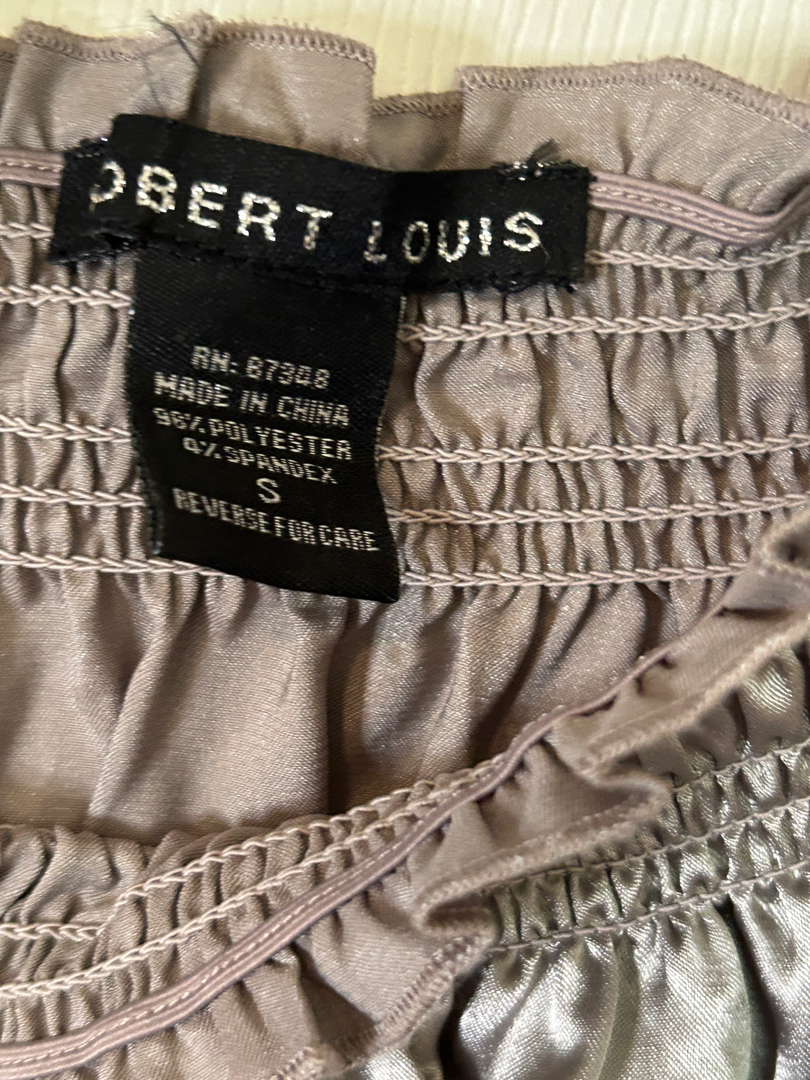 OBERT LOUIS
RN: 87348
MADE IN CHINA
96% POLYESTER
4% SPANDEX
S
REVERSE FOR CARE